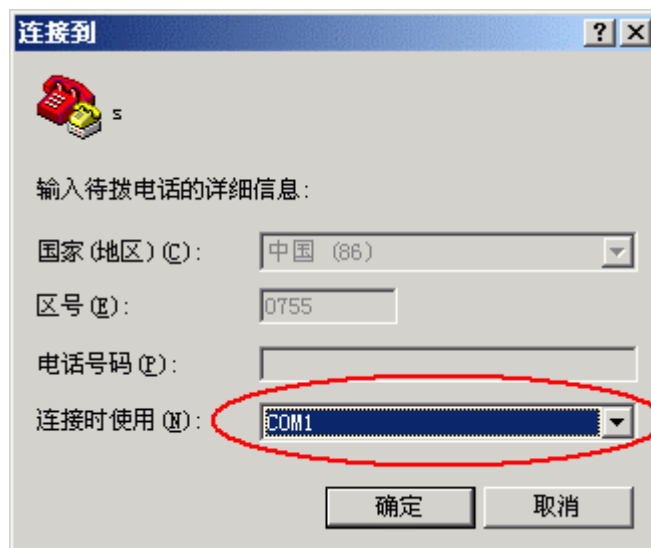 连接到
s
输入待拨电话的详细信息:
国家(地区)(C): 中国 (86)
区号(E): 0755
电话号码(P):
连接时使用(N): COM1
确定 取消